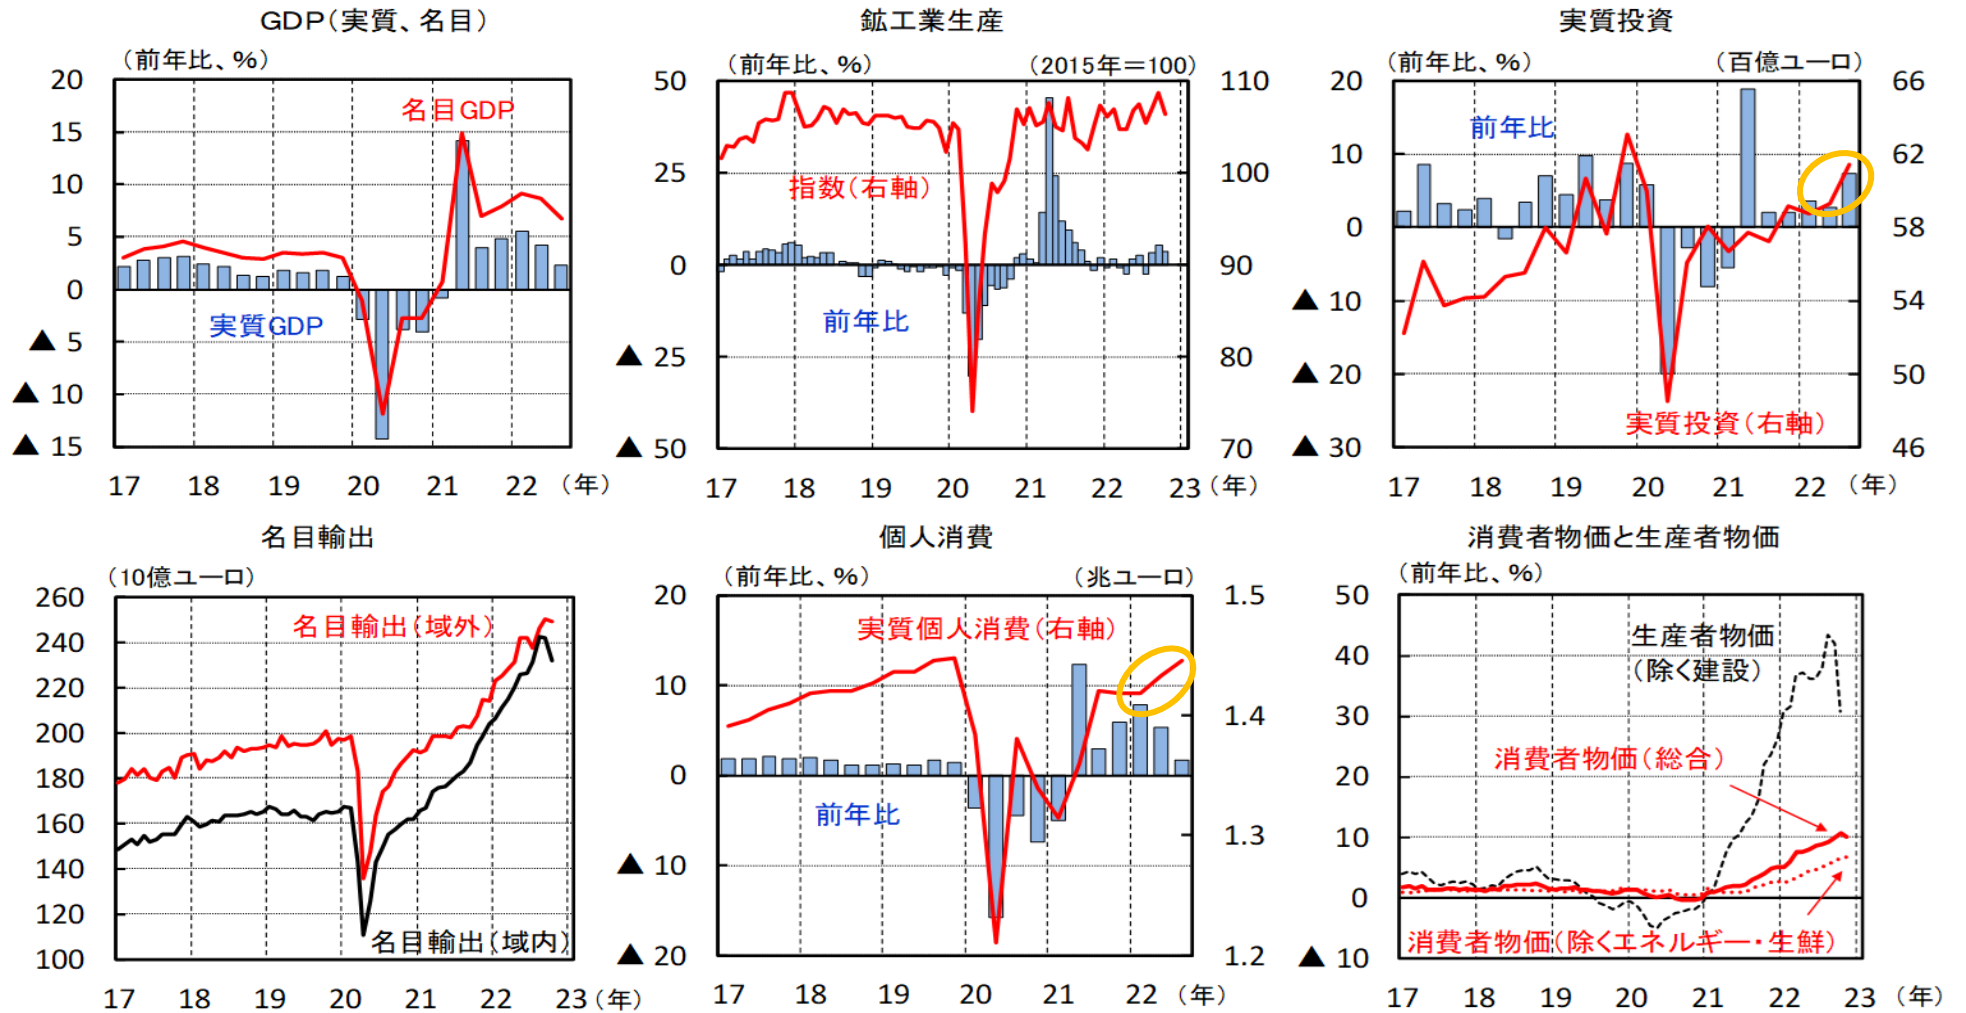 GDP(実質、名目)
(前年比、%)
20
15
10
5
0
▲ 5
▲ 10
▲ 15
名目GDP
実質GDP
17 18 19 20 21 22 (年)
鉱工業生産
(前年比、%) (2015年=100)
50 110
25 100
0 90
▲ 25 80
▲ 50 70
指数(右軸)
前年比
17 18 19 20 21 22 23 (年)
実質投資
(前年比、%) (百億ユーロ)
20 66
10 62
0 58
▲ 10 54
▲ 20 50
▲ 30 46
前年比
実質投資(右軸)
17 18 19 20 21 22 (年)
名目輸出
(10億ユーロ)
260
240
220
200
180
160
140
120
100
名目輸出(域外)
名目輸出(域内)
17 18 19 20 21 22 23 (年)
個人消費
(前年比、%) (兆ユーロ)
20 1.5
10 1.4
0 1.3
▲ 10
▲ 20 1.2
実質個人消費(右軸)
前年比
17 18 19 20 21 22 (年)
消費者物価と生産者物価
(前年比、%)
50
40
30
20
10
0
▲ 10
生産者物価
(除く建設)
消費者物価(総合)
消費者物価(除くエネルギー・生鮮)
17 18 19 20 21 22 23 (年)